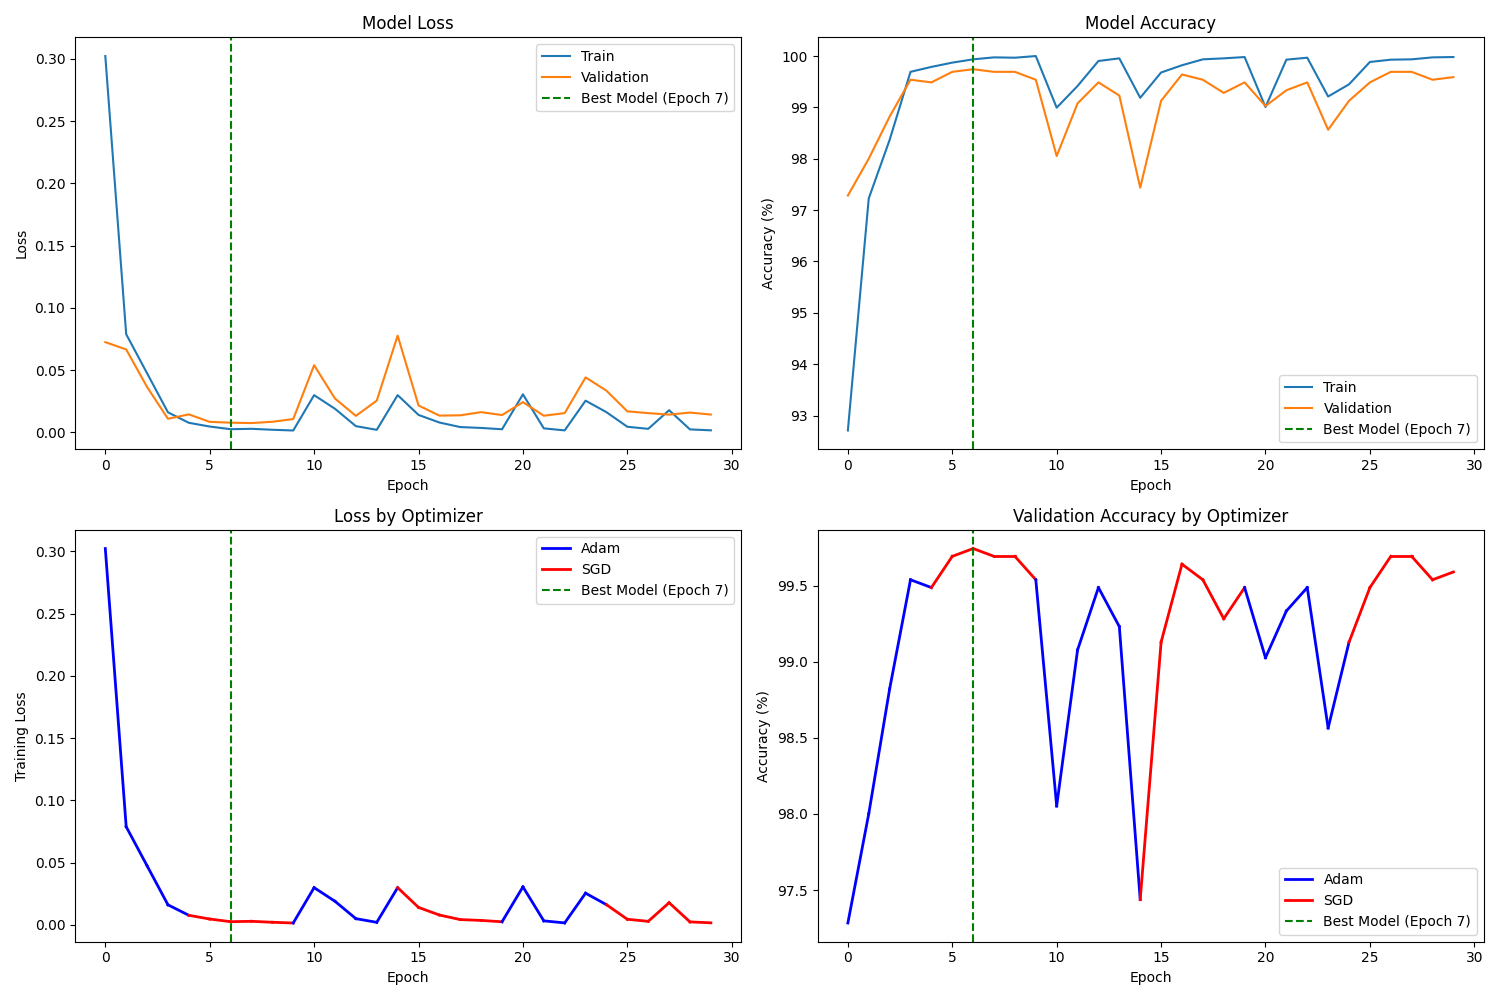 Model Loss
Loss
0.30
0.25
0.20
0.15
0.10
0.05
0.00
Train
Validation
Best Model (Epoch 7)
0 5 10 15 20 25 30
Epoch
Model Accuracy
Accuracy (%)
100
99
98
97
96
95
94
93
Train
Validation
Best Model (Epoch 7)
0 5 10 15 20 25 30
Epoch
Loss by Optimizer
Training Loss
0.30
0.25
0.20
0.15
0.10
0.05
0.00
Adam
SGD
Best Model (Epoch 7)
0 5 10 15 20 25 30
Epoch
Validation Accuracy by Optimizer
Accuracy (%)
99.5
99.0
98.5
98.0
97.5
Adam
SGD
Best Model (Epoch 7)
0 5 10 15 20 25 30
Epoch